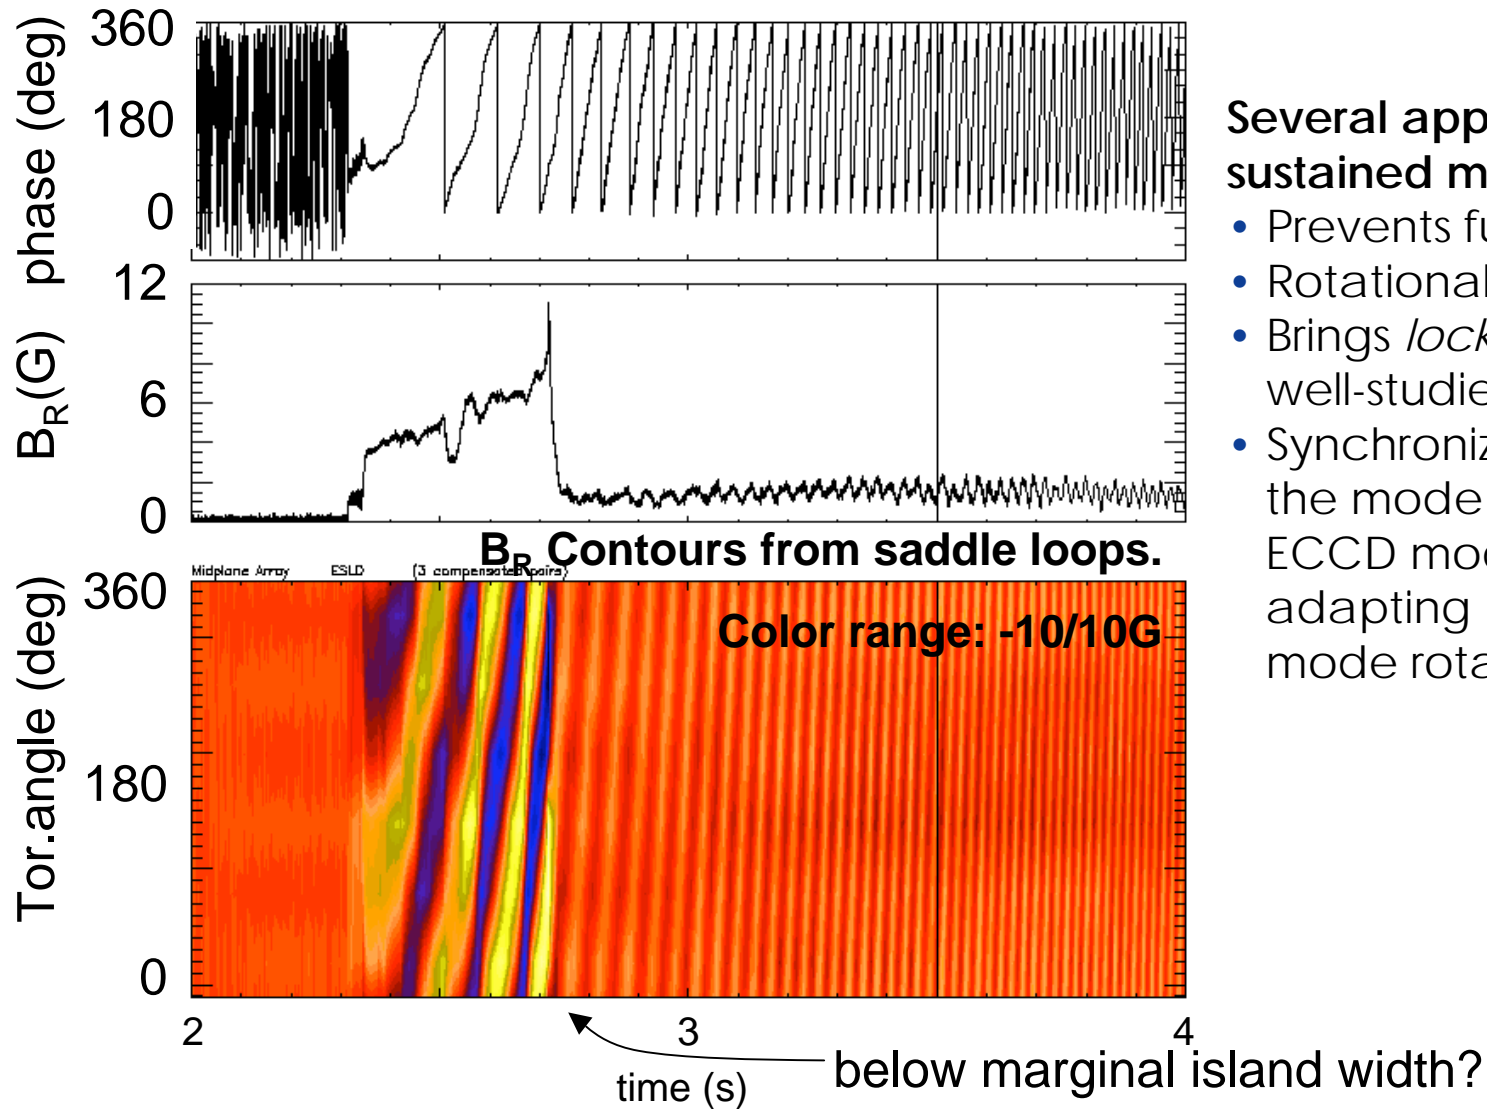 360
180
0
phase (deg)
12
6
0
B_R(G)
B_R Contours from saddle loops.
Midplane Array ESLD (3 compensated pairs)
Color range: -10/10G
360
180
0
Tor.angle (deg)
2 3 4
time (s)
below marginal island width?
Several app
sustained m
• Prevents fu
• Rotational
• Brings lock
well-studie
• Synchroniz
the mode
ECCD mod
adapting
mode rota